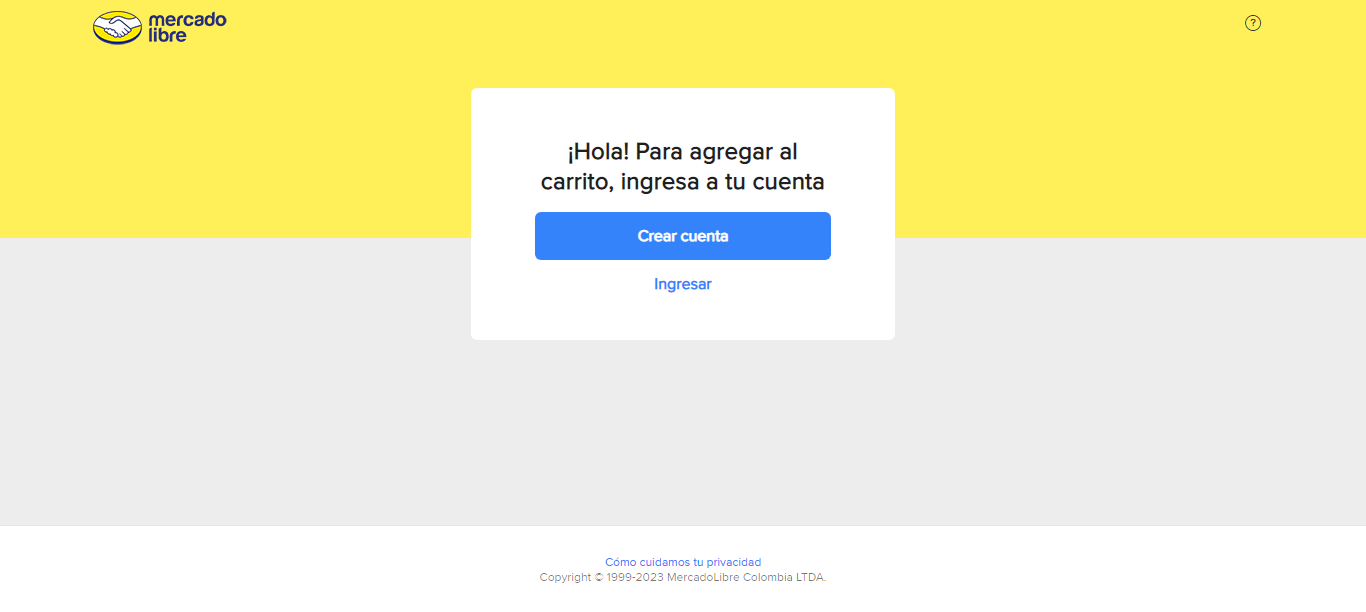 mercado
libre
?
¡Hola! Para agregar al
carrito, ingresa a tu cuenta
Crear cuenta
Ingresar
Cómo cuidamos tu privacidad
Copyright © 1999-2023 MercadoLibre Colombia LTDA.